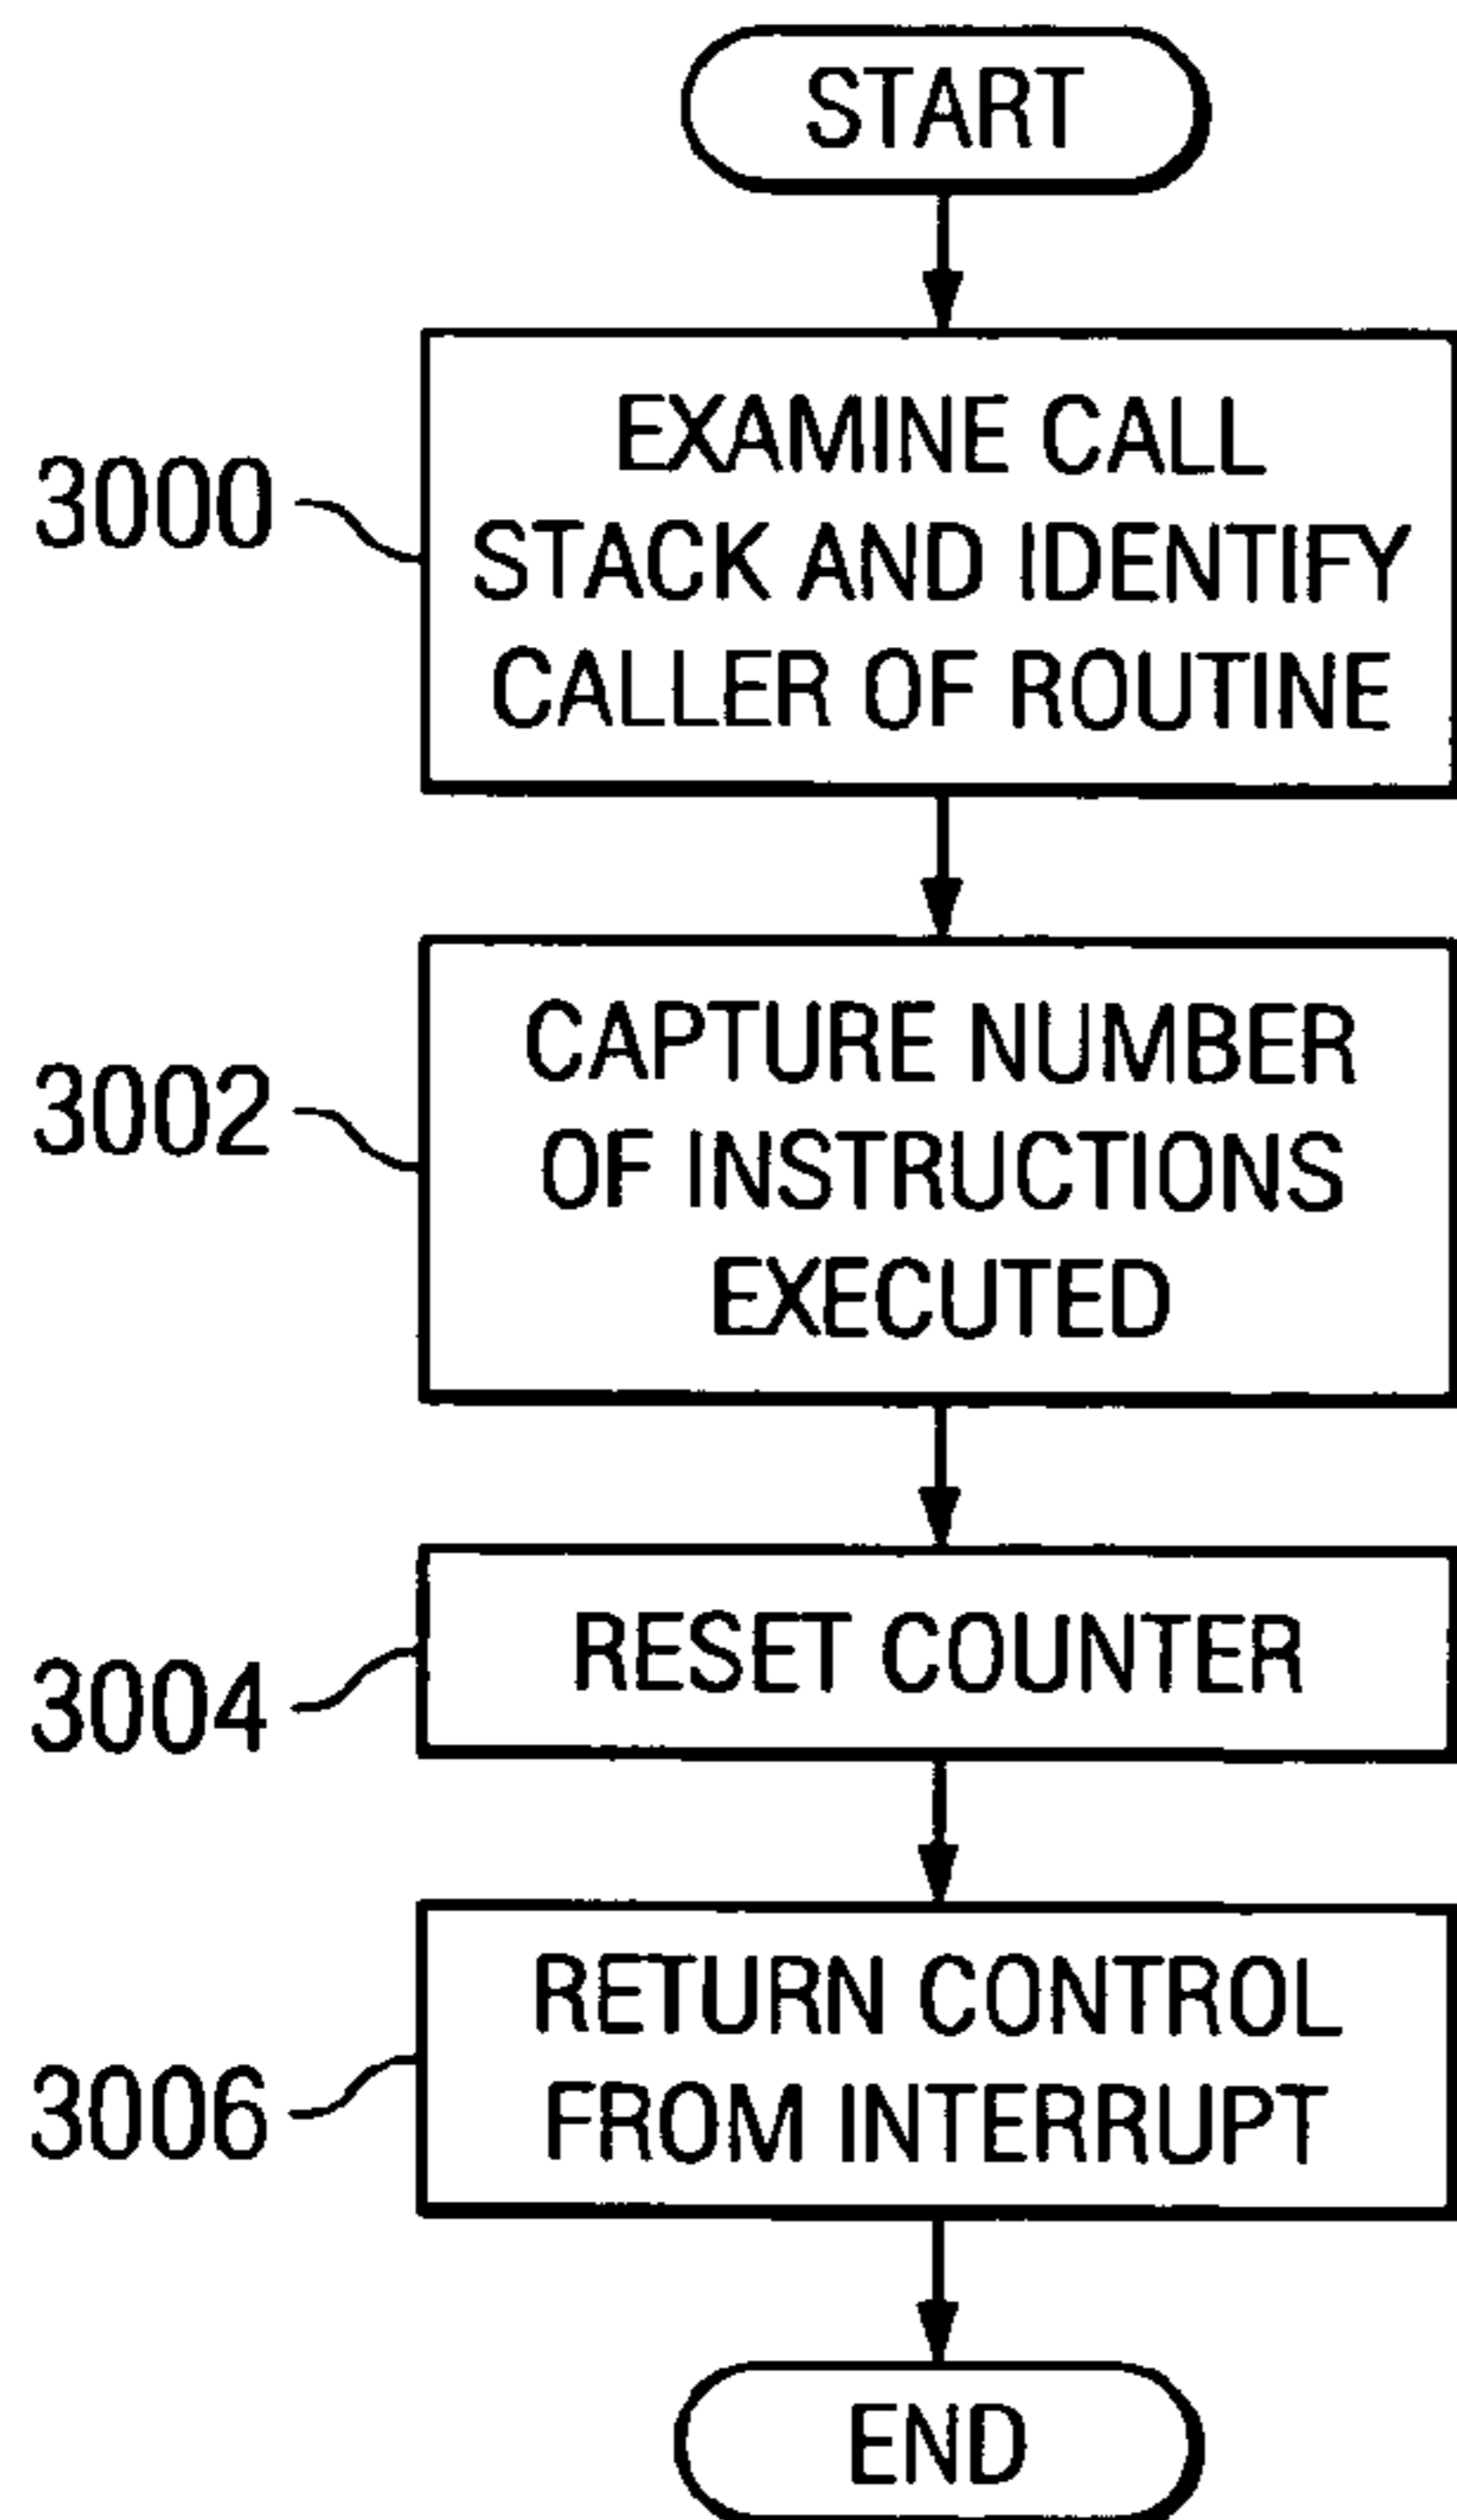 START
3000
EXAMINE CALL
STACK AND IDENTIFY
CALLER OF ROUTINE
3002
CAPTURE NUMBER
OF INSTRUCTIONS
EXECUTED
3004
RESET COUNTER
3006
RETURN CONTROL
FROM INTERRUPT
END